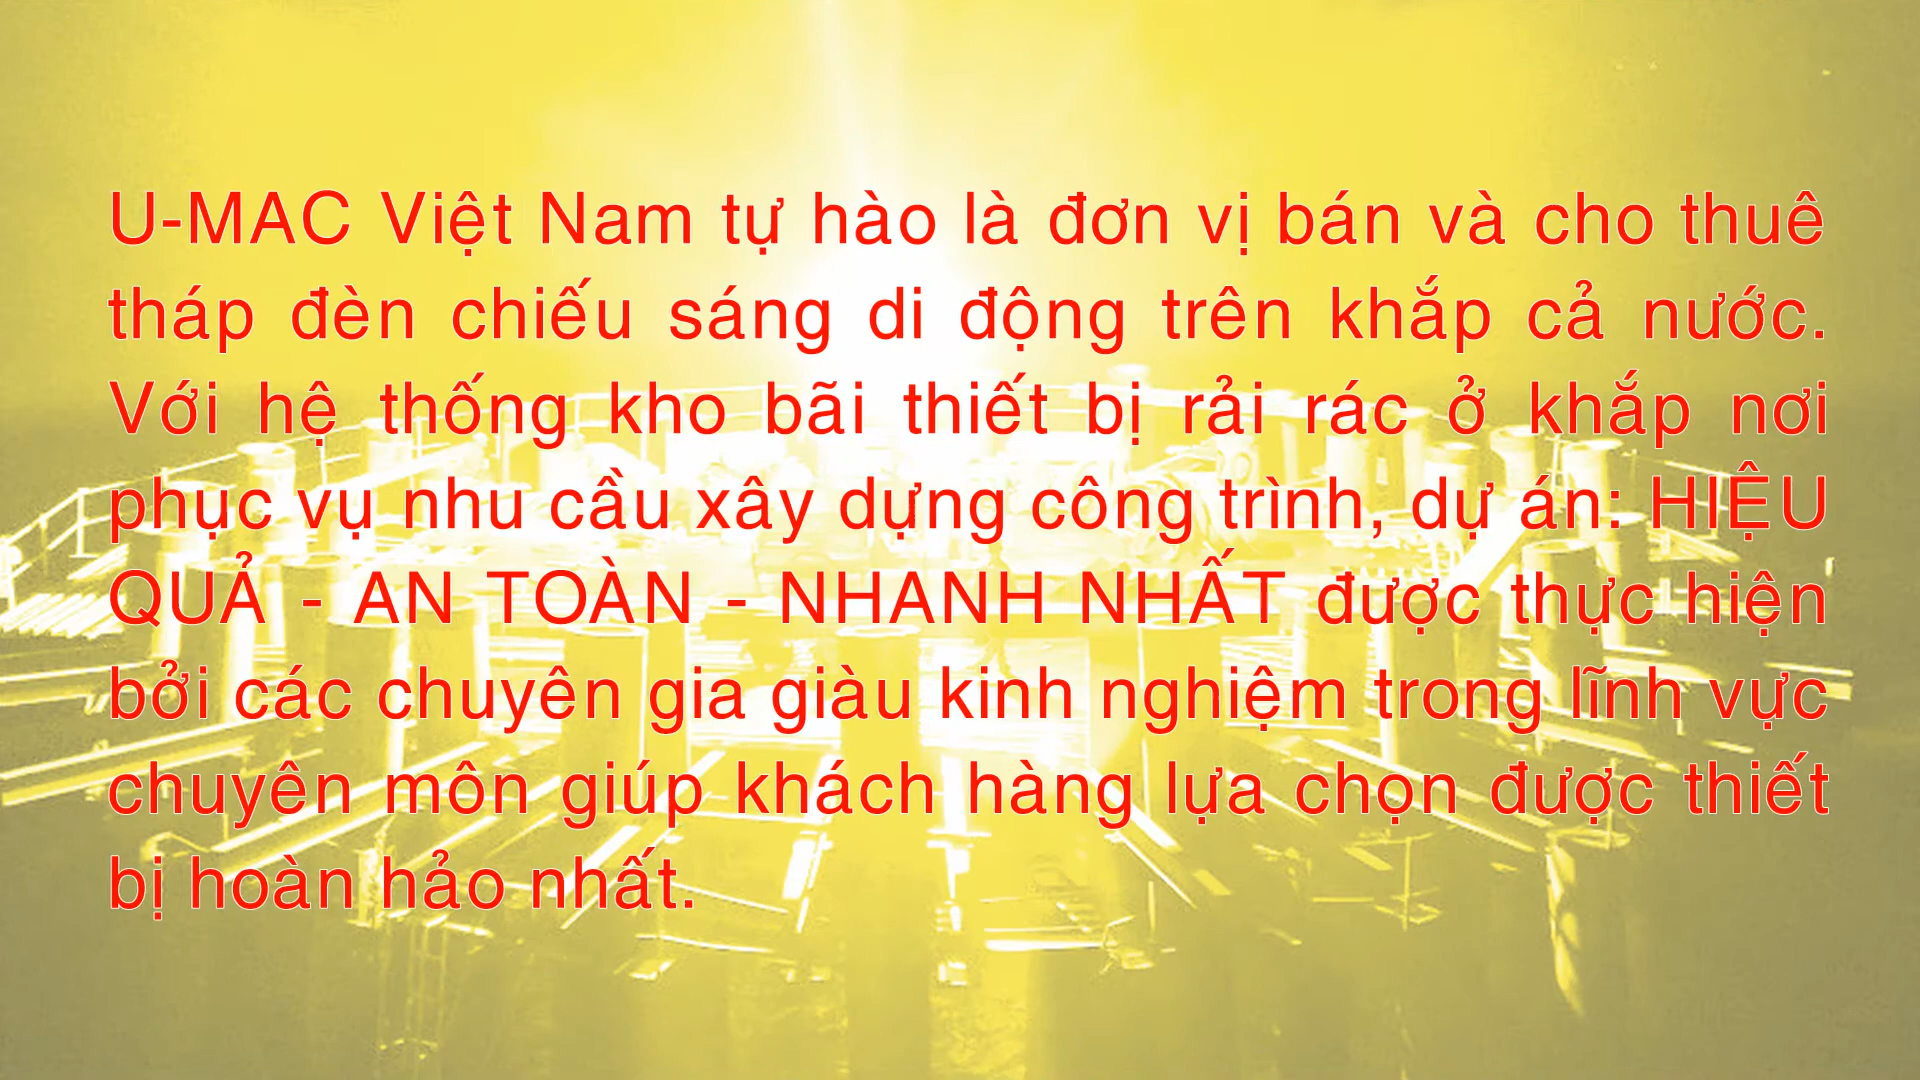 U-MAC Việt Nam tự hào là đơn vị bán và cho thuê
tháp đèn chiếu sáng di động trên khắp cả nước.
Với hệ thống kho bãi thiết bị rải rác ở khắp nơi
phục vụ nhu cầu xây dựng công trình, dự án: HIỆU
QUẢ - AN TOÀN - NHANH NHẤT được thực hiện
bởi các chuyên gia giàu kinh nghiệm trong lĩnh vực
chuyên môn giúp khách hàng lựa chọn được thiết
bị hoàn hảo nhất.